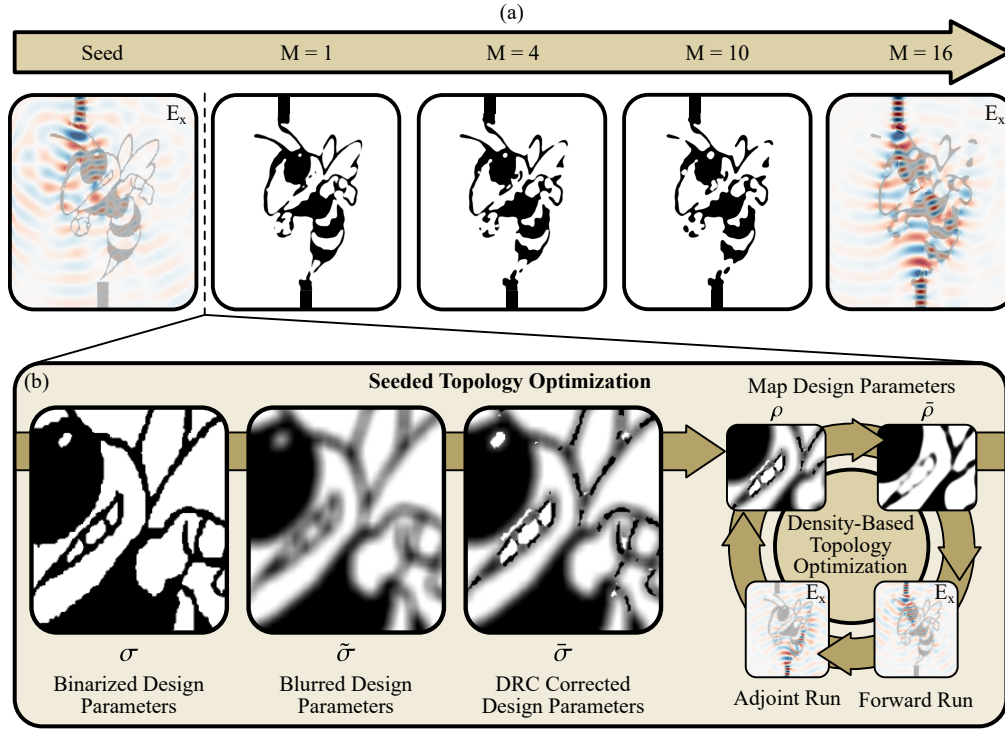 (a)
Seed M = 1 M = 4 M = 10 M = 16
Eₓ Eₓ
(b)
Seeded Topology Optimization
Map Design Parameters
ρ ρ̄
Density-Based
Topology
Optimization
Eₓ Eₓ
Adjoint Run Forward Run
σ σ̃ σ̄
Binarized Design
Parameters
Blurred Design
Parameters
DRC Corrected
Design Parameters